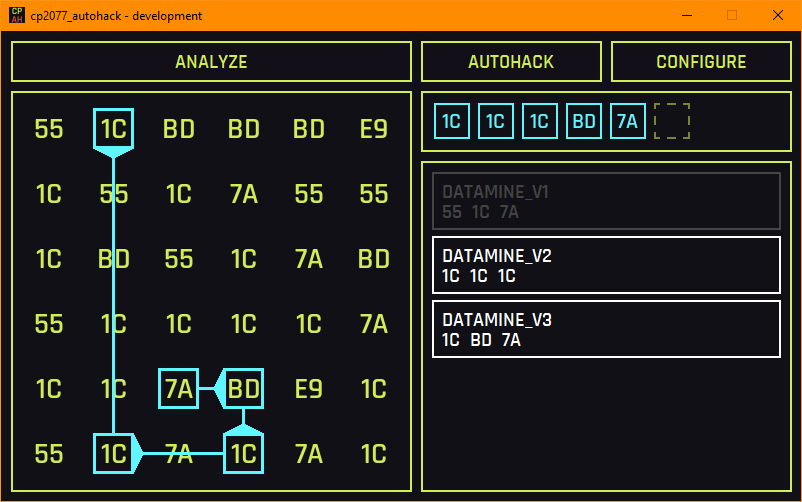 CP
AH
cp2077_autohack - development
ANALYZE
AUTOHACK
CONFIGURE
55 1C BD BD BD E9
1C 55 1C 7A 55 55
1C BD 55 1C 7A BD
55 1C 1C 1C 1C 7A
1C 1C 7A BD E9 1C
55 1C 7A 1C 7A 1C
1C 1C 1C BD 7A
DATAMINE_V1
55 1C 7A
DATAMINE_V2
1C 1C 1C
DATAMINE_V3
1C BD 7A